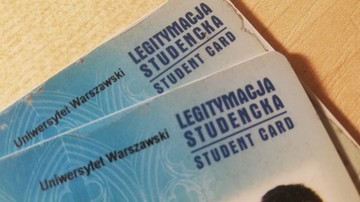 LEGITYMACJA
STUDENCKA
STUDENT CARD
Uniwersytet Warszawski
LEGITYMACJA
STUDENCKA
STUDENT CARD
Uniwersytet Warszawski